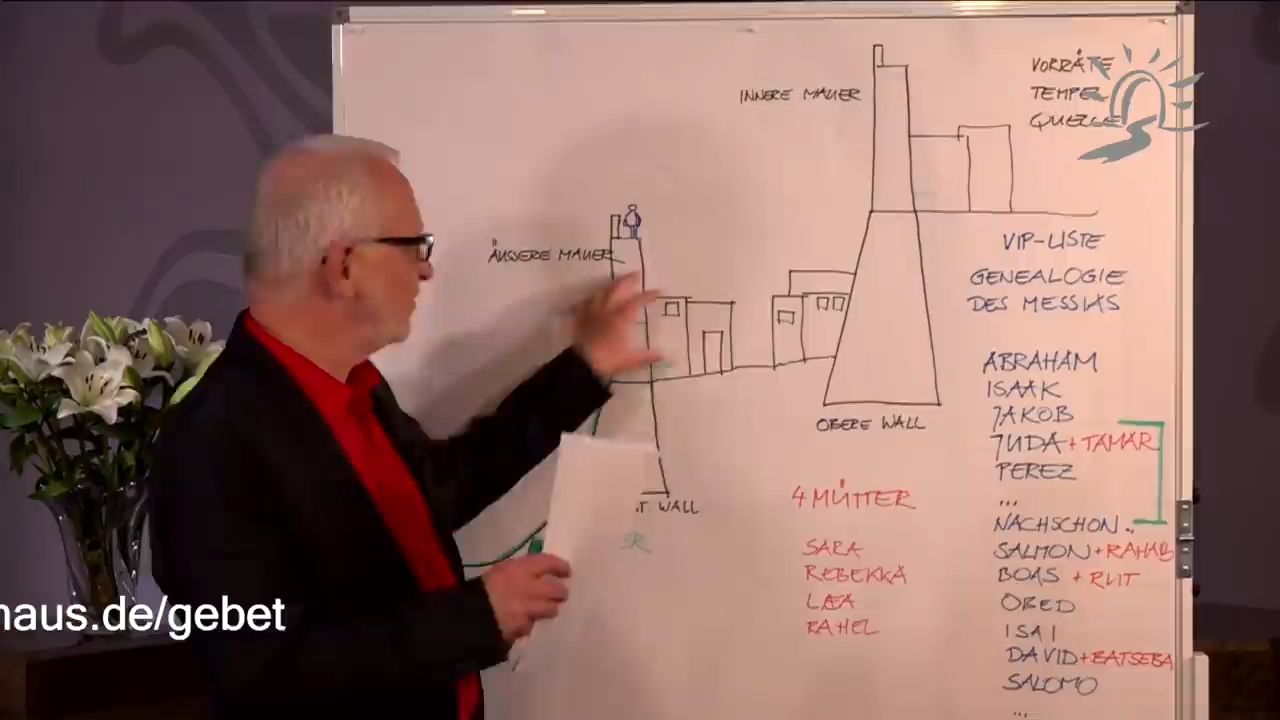 INNERE MAUER
VORRÄTE
TEMPEL
QUELLE
ÄUSSERE MAUER
VIP-LISTE
GENEALOGIE
DES MESSIAS
ABRAHAM
ISAAK
JAKOB
JUDA + TAMAR
PEREZ
...
NACHSCHON..
SALMON + RAHAB
BOAS + RUT
OBED
ISAI
DAVID + BATSEBA
SALOMO
...
OBERE WALL
WALL
4 MÜTTER
SARA
REBEKKA
LEA
RAHEL
haus.de/gebet